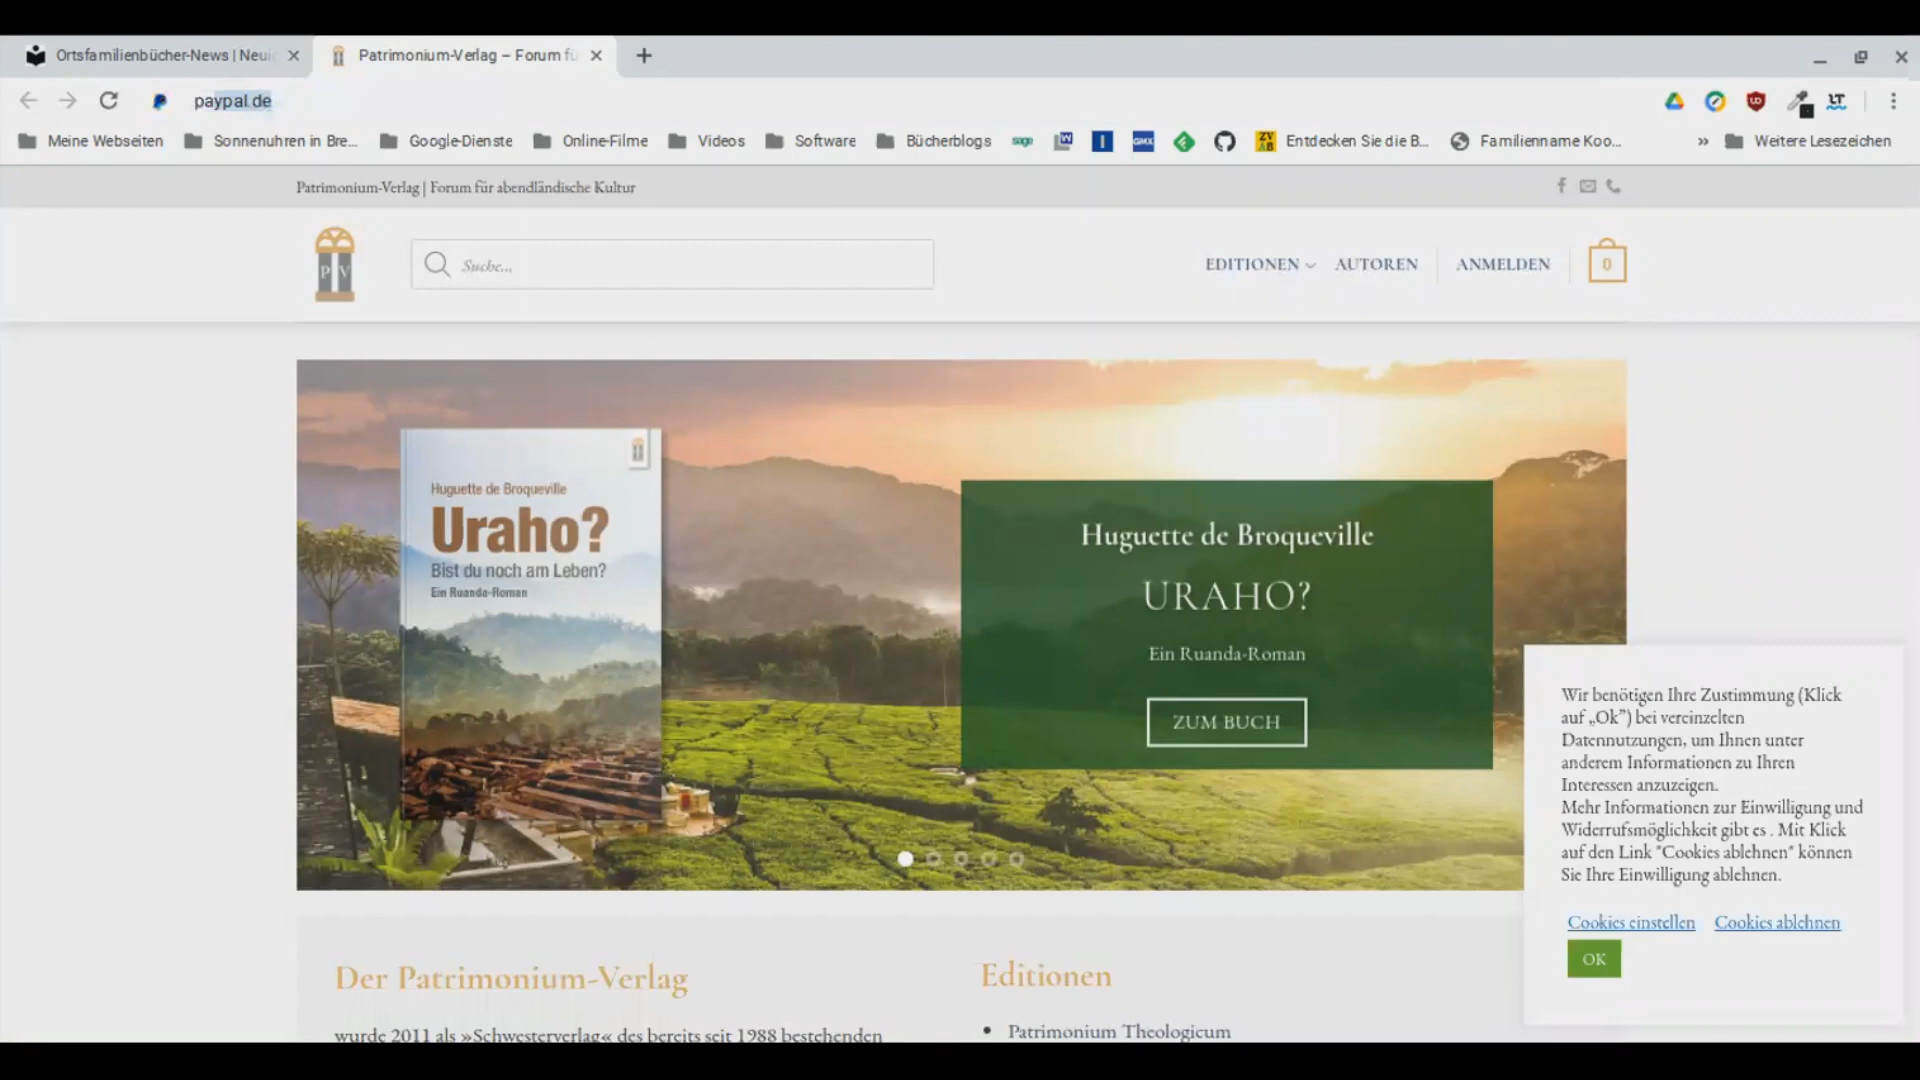 Ortsfamilienbücher-News | Neui
Patrimonium-Verlag – Forum fü
paypal.de
Meine Webseiten
Sonnenuhren in Bre...
Google-Dienste
Online-Filme
Videos
Software
Bücherblogs
sage
GMX
ZV
AB
Entdecken Sie die B...
Familienname Koo...
»
Weitere Lesezeichen
Patrimonium-Verlag | Forum für abendländische Kultur
P V
Suche...
EDITIONEN
AUTOREN
ANMELDEN
0
Huguette de Broqueville
Uraho?
Bist du noch am Leben?
Ein Ruanda-Roman
Huguette de Broqueville
URAHO?
Ein Ruanda-Roman
ZUM BUCH
Wir benötigen Ihre Zustimmung (Klick
auf „Ok”) bei vereinzelten
Datennutzungen, um Ihnen unter
anderem Informationen zu Ihren
Interessen anzuzeigen.
Mehr Informationen zur Einwilligung und
Widerrufsmöglichkeit gibt es . Mit Klick
auf den Link "Cookies ablehnen" können
Sie Ihre Einwilligung ablehnen.
Cookies einstellen Cookies ablehnen
OK
Der Patrimonium-Verlag
wurde 2011 als »Schwesterverlag« des bereits seit 1988 bestehenden
Editionen
• Patrimonium Theologicum